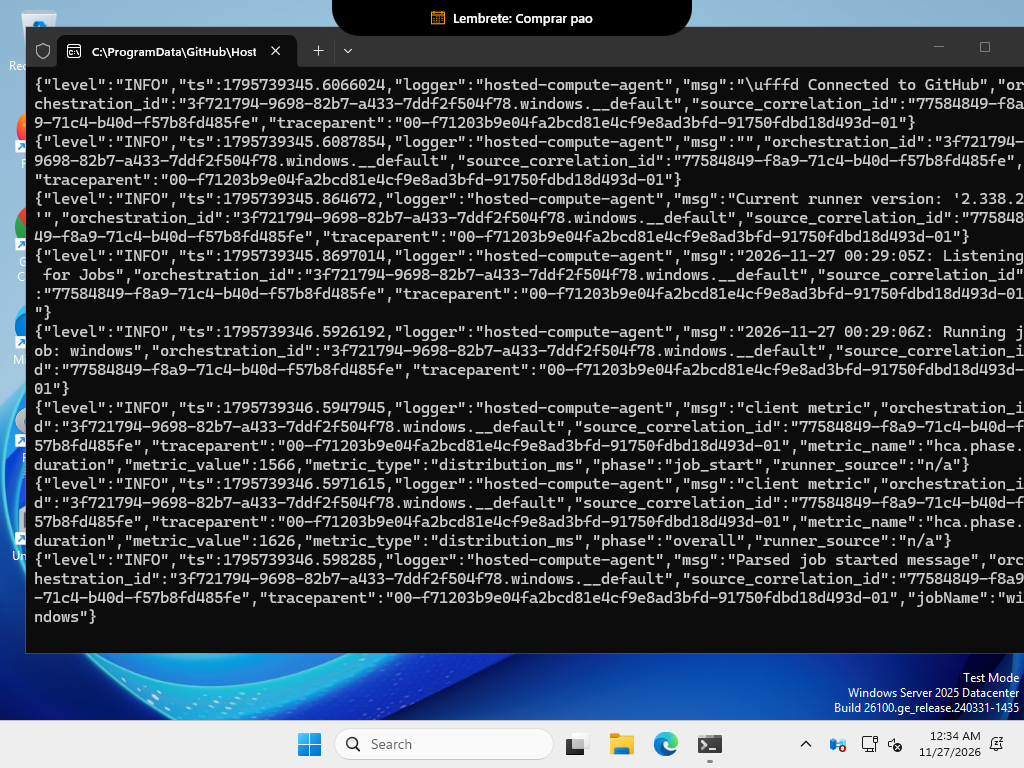 Lembrete: Comprar pao
C:\ProgramData\GitHub\Host
{"level":"INFO","ts":1795739345.6066024,"logger":"hosted-compute-agent","msg":"\ufffd Connected to GitHub","or
chestration_id":"3f721794-9698-82b7-a433-7ddf2f504f78.windows.__default","source_correlation_id":"77584849-f8a
9-71c4-b40d-f57b8fd485fe","traceparent":"00-f71203b9e04fa2bcd81e4cf9e8ad3bfd-91750fdbd18d493d-01"}
{"level":"INFO","ts":1795739345.6087854,"logger":"hosted-compute-agent","msg":"","orchestration_id":"3f721794-
9698-82b7-a433-7ddf2f504f78.windows.__default","source_correlation_id":"77584849-f8a9-71c4-b40d-f57b8fd485fe",
"traceparent":"00-f71203b9e04fa2bcd81e4cf9e8ad3bfd-91750fdbd18d493d-01"}
{"level":"INFO","ts":1795739345.864672,"logger":"hosted-compute-agent","msg":"Current runner version: '2.338.2
'","orchestration_id":"3f721794-9698-82b7-a433-7ddf2f504f78.windows.__default","source_correlation_id":"775848
49-f8a9-71c4-b40d-f57b8fd485fe","traceparent":"00-f71203b9e04fa2bcd81e4cf9e8ad3bfd-91750fdbd18d493d-01"}
{"level":"INFO","ts":1795739345.8697014,"logger":"hosted-compute-agent","msg":"2026-11-27 00:29:05Z: Listening
for Jobs","orchestration_id":"3f721794-9698-82b7-a433-7ddf2f504f78.windows.__default","source_correlation_id"
:"77584849-f8a9-71c4-b40d-f57b8fd485fe","traceparent":"00-f71203b9e04fa2bcd81e4cf9e8ad3bfd-91750fdbd18d493d-01
"}
{"level":"INFO","ts":1795739346.5926192,"logger":"hosted-compute-agent","msg":"2026-11-27 00:29:06Z: Running j
ob: windows","orchestration_id":"3f721794-9698-82b7-a433-7ddf2f504f78.windows.__default","source_correlation_i
d":"77584849-f8a9-71c4-b40d-f57b8fd485fe","traceparent":"00-f71203b9e04fa2bcd81e4cf9e8ad3bfd-91750fdbd18d493d-
01"}
{"level":"INFO","ts":1795739346.5947945,"logger":"hosted-compute-agent","msg":"client metric","orchestration_i
d":"3f721794-9698-82b7-a433-7ddf2f504f78.windows.__default","source_correlation_id":"77584849-f8a9-71c4-b40d-f
57b8fd485fe","traceparent":"00-f71203b9e04fa2bcd81e4cf9e8ad3bfd-91750fdbd18d493d-01","metric_name":"hca.phase.
duration","metric_value":1566,"metric_type":"distribution_ms","phase":"job_start","runner_source":"n/a"}
{"level":"INFO","ts":1795739346.5971615,"logger":"hosted-compute-agent","msg":"client metric","orchestration_i
d":"3f721794-9698-82b7-a433-7ddf2f504f78.windows.__default","source_correlation_id":"77584849-f8a9-71c4-b40d-f
57b8fd485fe","traceparent":"00-f71203b9e04fa2bcd81e4cf9e8ad3bfd-91750fdbd18d493d-01","metric_name":"hca.phase.
duration","metric_value":1626,"metric_type":"distribution_ms","phase":"overall","runner_source":"n/a"}
{"level":"INFO","ts":1795739346.598285,"logger":"hosted-compute-agent","msg":"Parsed job started message","orc
hestration_id":"3f721794-9698-82b7-a433-7ddf2f504f78.windows.__default","source_correlation_id":"77584849-f8a9
-71c4-b40d-f57b8fd485fe","traceparent":"00-f71203b9e04fa2bcd81e4cf9e8ad3bfd-91750fdbd18d493d-01","jobName":"wi
ndows"}
Test Mode
Windows Server 2025 Datacenter
Build 26100.ge_release.240331-1435
Search
12:34 AM
11/27/2026